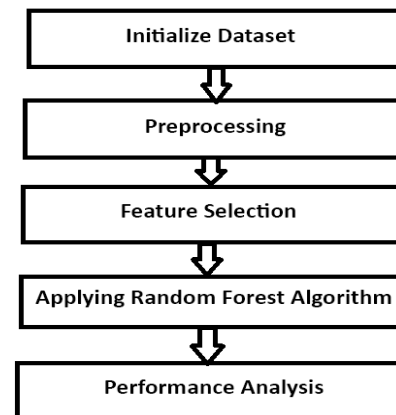 Initialize Dataset
Preprocessing
Feature Selection
Applying Random Forest Algorithm
Performance Analysis